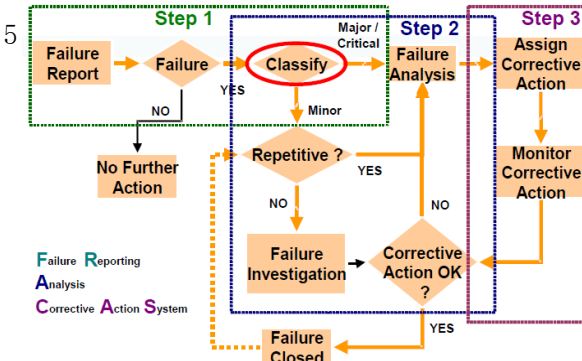 5
Step 1
Step 2
Step 3
Failure
Report
Failure
YES
Classify
Major /
Critical
Failure
Analysis
Assign
Corrective
Action
NO
Minor
No Further
Action
Repetitive ?
YES
NO
NO
Monitor
Corrective
Action
Failure
Investigation
Corrective
Action OK
?
YES
Failure
Closed
Failure Reporting
Analysis
Corrective Action System